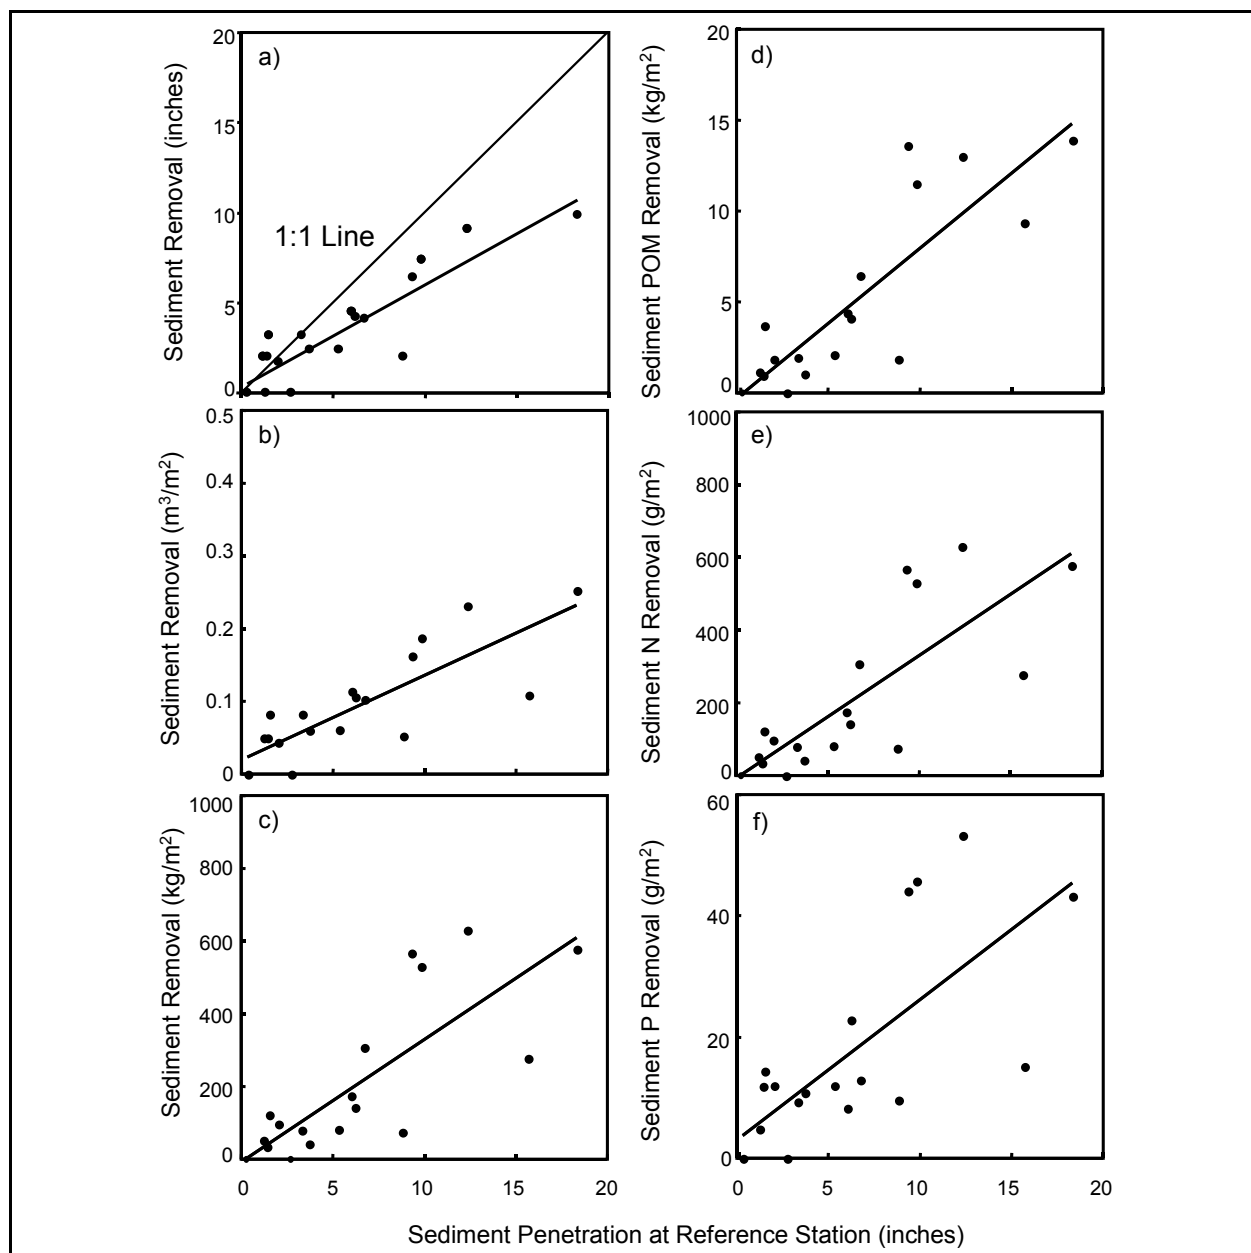 a)
Sediment Removal (inches)
20
15
10
5
0
1:1 Line
d)
Sediment POM Removal (kg/m²)
20
15
10
5
0
b)
Sediment Removal (m³/m²)
0.5
0.4
0.3
0.2
0.1
0
e)
Sediment N Removal (g/m²)
1000
800
600
400
200
0
c)
Sediment Removal (kg/m²)
1000
800
600
400
200
0
0 5 10 15 20
f)
Sediment P Removal (g/m²)
60
40
20
0
0 5 10 15 20
Sediment Penetration at Reference Station (inches)